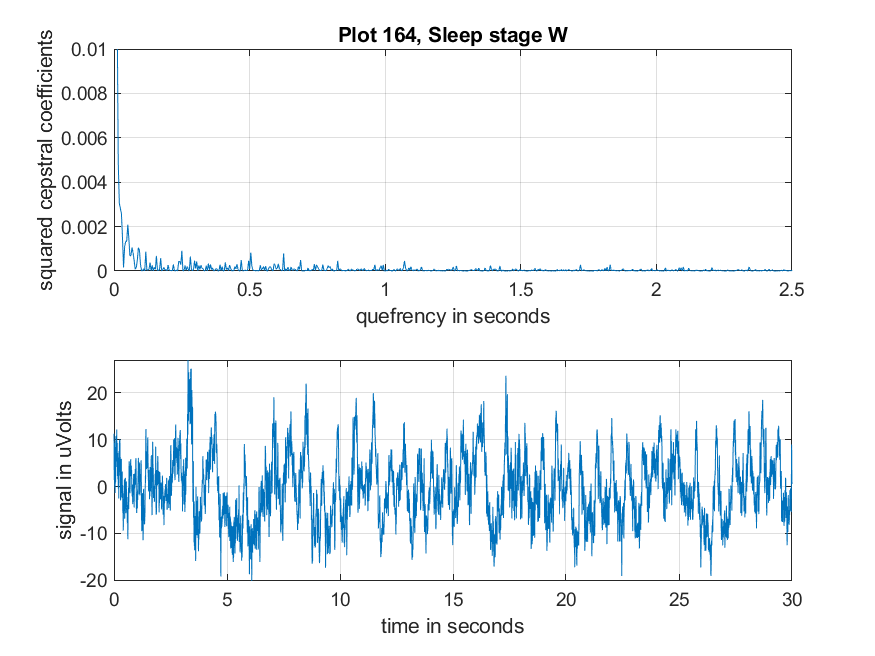 Plot 164, Sleep stage W
squared cepstral coefficients
0.01
0.008
0.006
0.004
0.002
0
0 0.5 1 1.5 2 2.5
quefrency in seconds
signal in uVolts
20
10
0
-10
-20
0 5 10 15 20 25 30
time in seconds